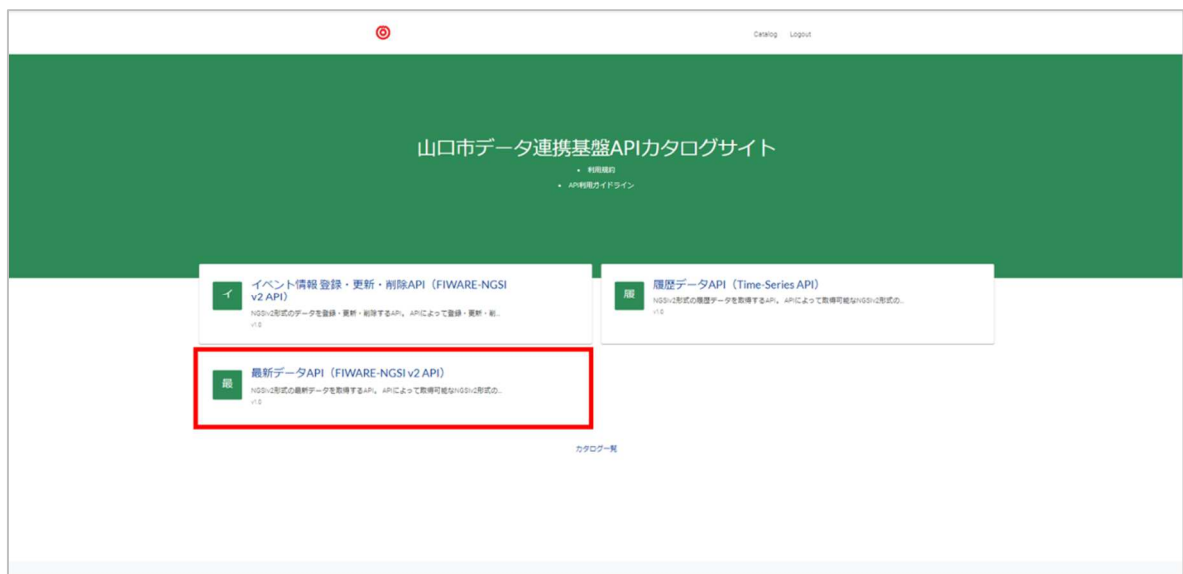 Catalog Logout
山口市データ連携基盤APIカタログサイト
• 利用規約
• API利用ガイドライン
イ
イベント情報 登録・更新・削除API（FIWARE-NGSI
v2 API）
NGSIv2形式のデータを登録・更新・削除するAPI。 APIによって登録・更新・削...
v1.0
履
履歴データAPI（Time-Series API）
NGSIv2形式の履歴データを取得するAPI。 APIによって取得可能なNGSIv2形式の...
v1.0
最
最新データAPI（FIWARE-NGSI v2 API）
NGSIv2形式の最新データを取得するAPI。 APIによって取得可能なNGSIv2形式の...
v1.0
カタログ一覧